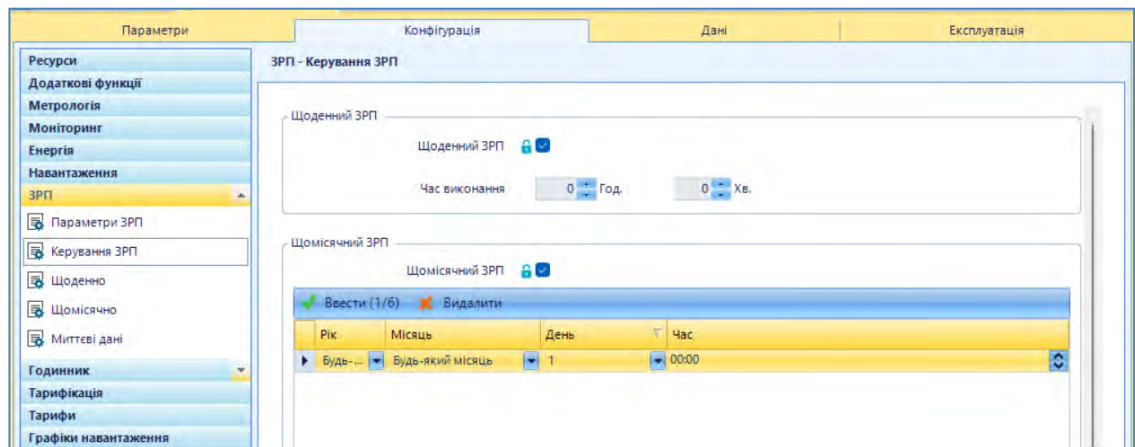 Параметри Конфігурація Дані Експлуатація
Ресурси
Додаткові функції
Метрологія
Моніторинг
Енергія
Навантаження
ЗРП
Параметри ЗРП
Керування ЗРП
Щоденно
Щомісячно
Миттєві дані
Годинник
Тарифікація
Тарифи
Графіки навантаження
ЗРП - Керування ЗРП
Щоденний ЗРП
Щоденний ЗРП
Час виконання 0 Год. 0 Хв.
Щомісячний ЗРП
Щомісячний ЗРП
Ввести (1/6) Видалити
Рік Місяць День Час
Будь-... Будь-який місяць 1 00:00